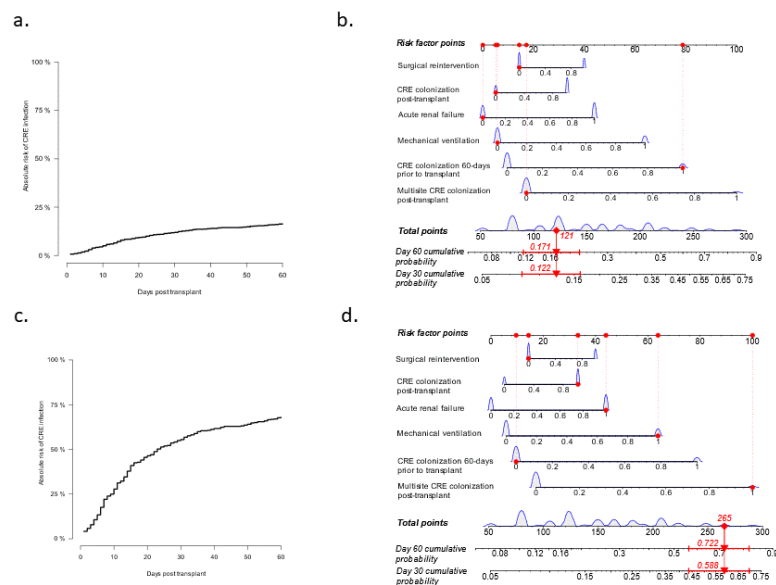 a.
b.
Absolute risk of CRE infection
100 %
75 %
50 %
25 %
0 %
0 10 20 30 40 50 60
Days post transplant
Risk factor points
0 20 40 60 80 100
Surgical reintervention
0 0.4 0.8
CRE colonization
post-transplant
0 0.4 0.8
Acute renal failure
0 0.2 0.4 0.6 0.8 1
Mechanical ventilation
0 0.2 0.4 0.6 0.8 1
CRE colonization 60-days
prior to transplant
0 0.2 0.4 0.6 0.8 1
Multisite CRE colonization
post-transplant
0 0.2 0.4 0.6 0.8 1
Total points
50 100 150 200 250 300
121
Day 60 cumulative
probability
0.171
0.08 0.12 0.16 0.3 0.5 0.7 0.9
Day 30 cumulative
probability
0.122
0.05 0.15 0.25 0.35 0.45 0.55 0.65 0.75
c.
d.
Absolute risk of CRE infection
100 %
75 %
50 %
25 %
0 %
0 10 20 30 40 50 60
Days post transplant
Risk factor points
0 20 40 60 80 100
Surgical reintervention
0 0.4 0.8
CRE colonization
post-transplant
0 0.4 0.8
Acute renal failure
0 0.2 0.4 0.6 0.8 1
Mechanical ventilation
0 0.2 0.4 0.6 0.8 1
CRE colonization 60-days
prior to transplant
0 0.2 0.4 0.6 0.8 1
Multisite CRE colonization
post-transplant
0 0.2 0.4 0.6 0.8 1
Total points
50 100 150 200 250 300
265
Day 60 cumulative
probability
0.722
0.08 0.12 0.16 0.3 0.5 0.7 0.9
Day 30 cumulative
probability
0.588
0.05 0.15 0.25 0.35 0.45 0.55 0.65 0.75